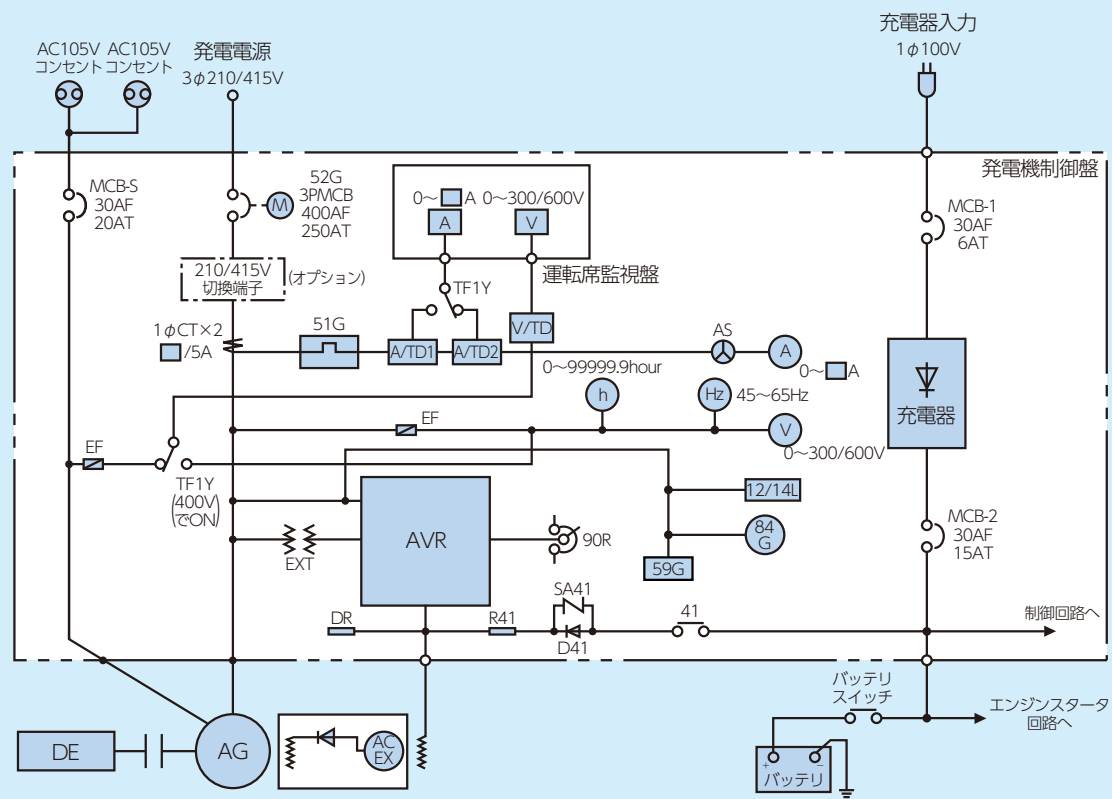 充電器入力
1φ100V
AC105V AC105V
コンセント コンセント
発電電源
3φ210/415V
発電機制御盤
MCB-S
30AF
20AT
M
52G
3PMCB
400AF
250AT
0～ A 0～300/600V
A V
運転席監視盤
MCB-1
30AF
6AT
210/415V
切換端子
(オプション)
TF1Y
1φCT×2
/5A
51G
A/TD1
A/TD2
V/TD
AS
A
0～ A
0～99999.9hour
h
Hz
45～65Hz
充電器
EF
V
0～300/600V
EF
TF1Y
(400V
でON)
12/14L
84
G
59G
MCB-2
30AF
15AT
AVR
EXT
90R
SA41
DR
R41
D41
41
制御回路へ
バッテリ
スイッチ
エンジンスタータ
回路へ
DE
AG
AC
EX
+ −
バッテリ